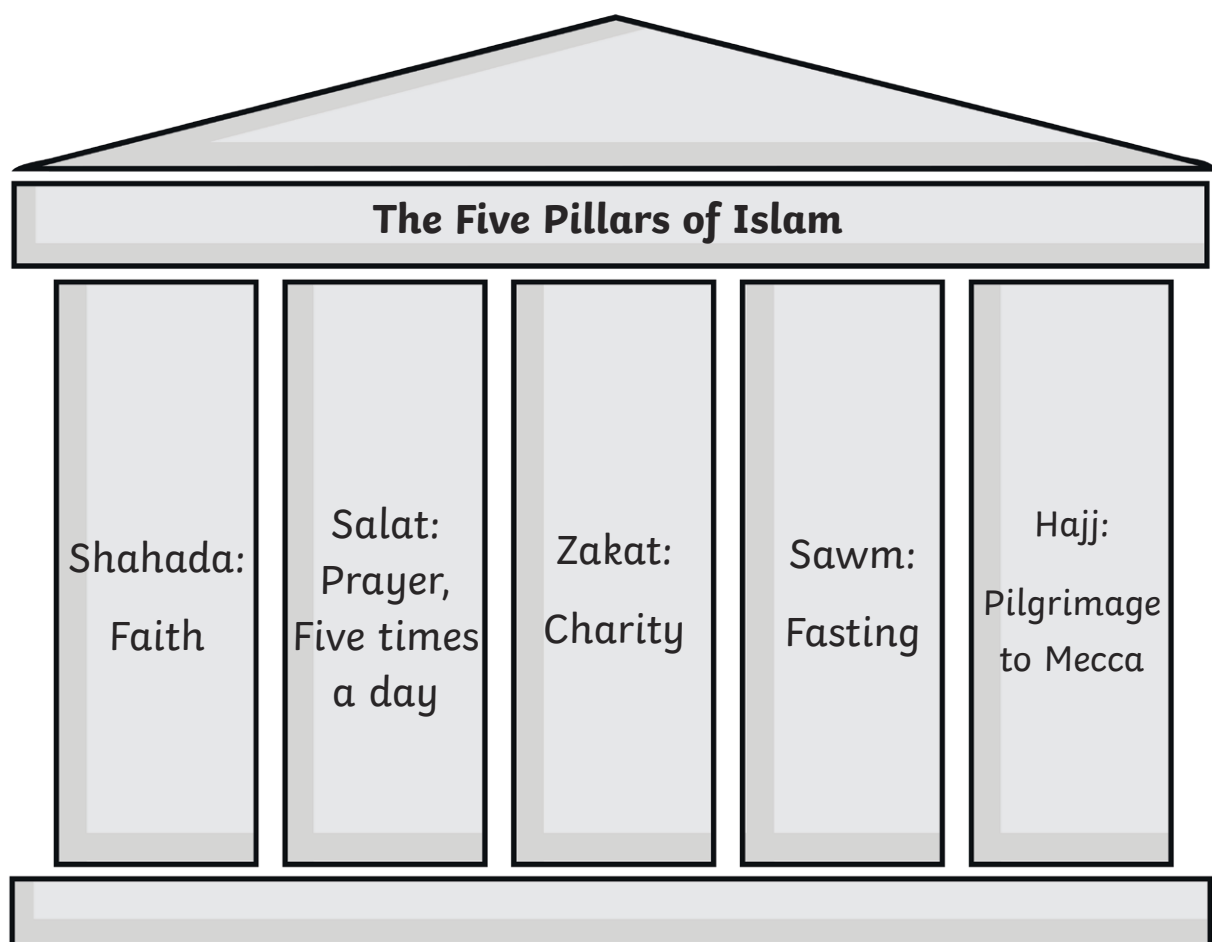 The Five Pillars of Islam
Shahada:
Faith
Salat:
Prayer,
Five times
a day
Zakat:
Charity
Sawm:
Fasting
Hajj:
Pilgrimage
to Mecca